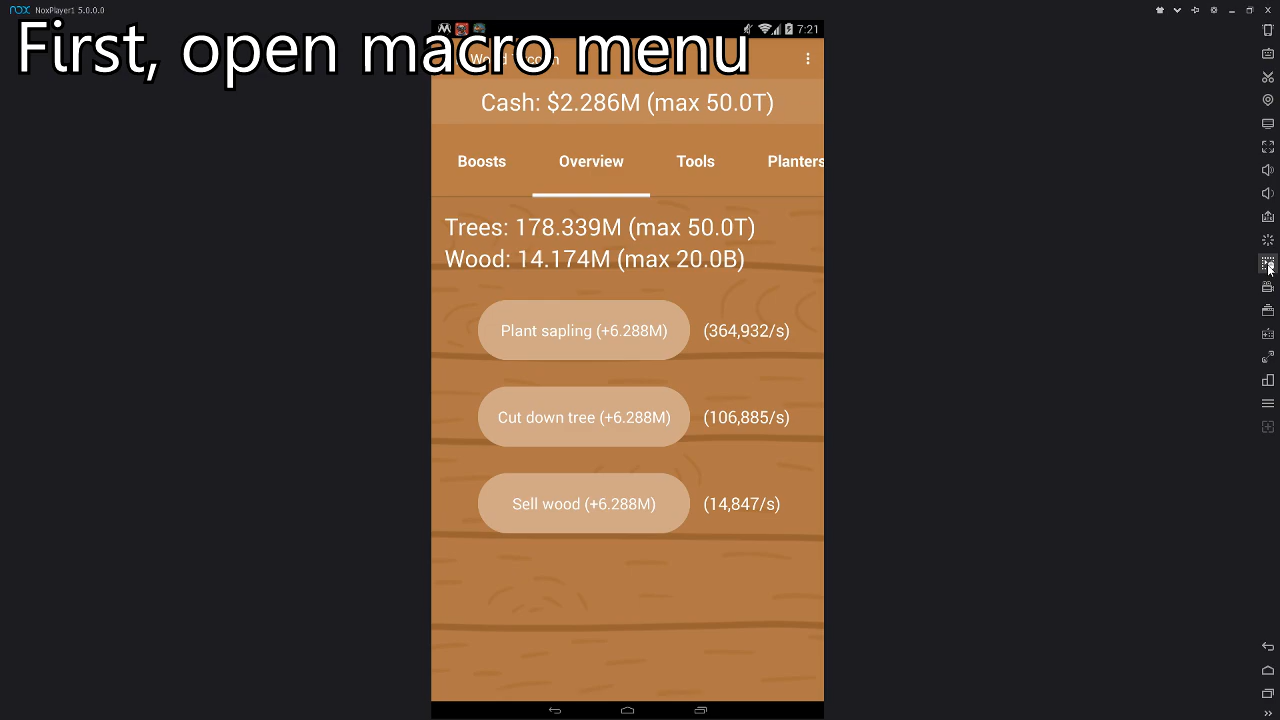 NoxPlayer1 5.0.0.0
First, open macro menu
7:21
Cash: $2.286M (max 50.0T)
Boosts Overview Tools Planters
Trees: 178.339M (max 50.0T)
Wood: 14.174M (max 20.0B)
Plant sapling (+6.288M) (364,932/s)
Cut down tree (+6.288M) (106,885/s)
Sell wood (+6.288M) (14,847/s)